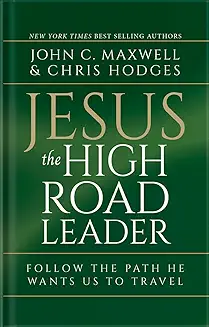 NEW YORK TIMES BEST SELLING AUTHORS
JOHN C. MAXWELL
& CHRIS HODGES
JESUS
the HIGH
ROAD
LEADER
FOLLOW THE PATH HE
WANTS US TO TRAVEL